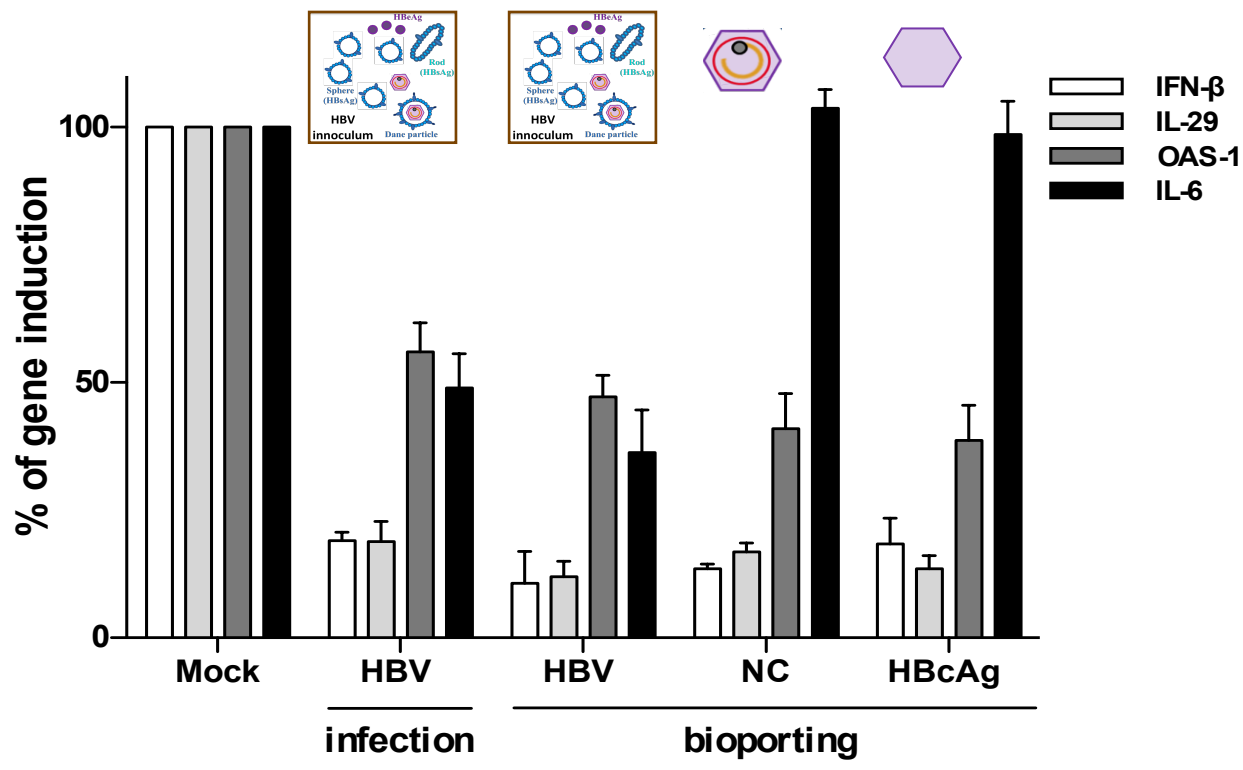 HBeAg
Rod
(HBsAg)
Sphere
(HBsAg)
HBV
innoculum
Dane particle
HBeAg
Rod
(HBsAg)
Sphere
(HBsAg)
HBV
innoculum
Dane particle
IFN-β
IL-29
OAS-1
IL-6
% of gene induction
100
50
0
Mock HBV HBV NC HBcAg
infection bioporting